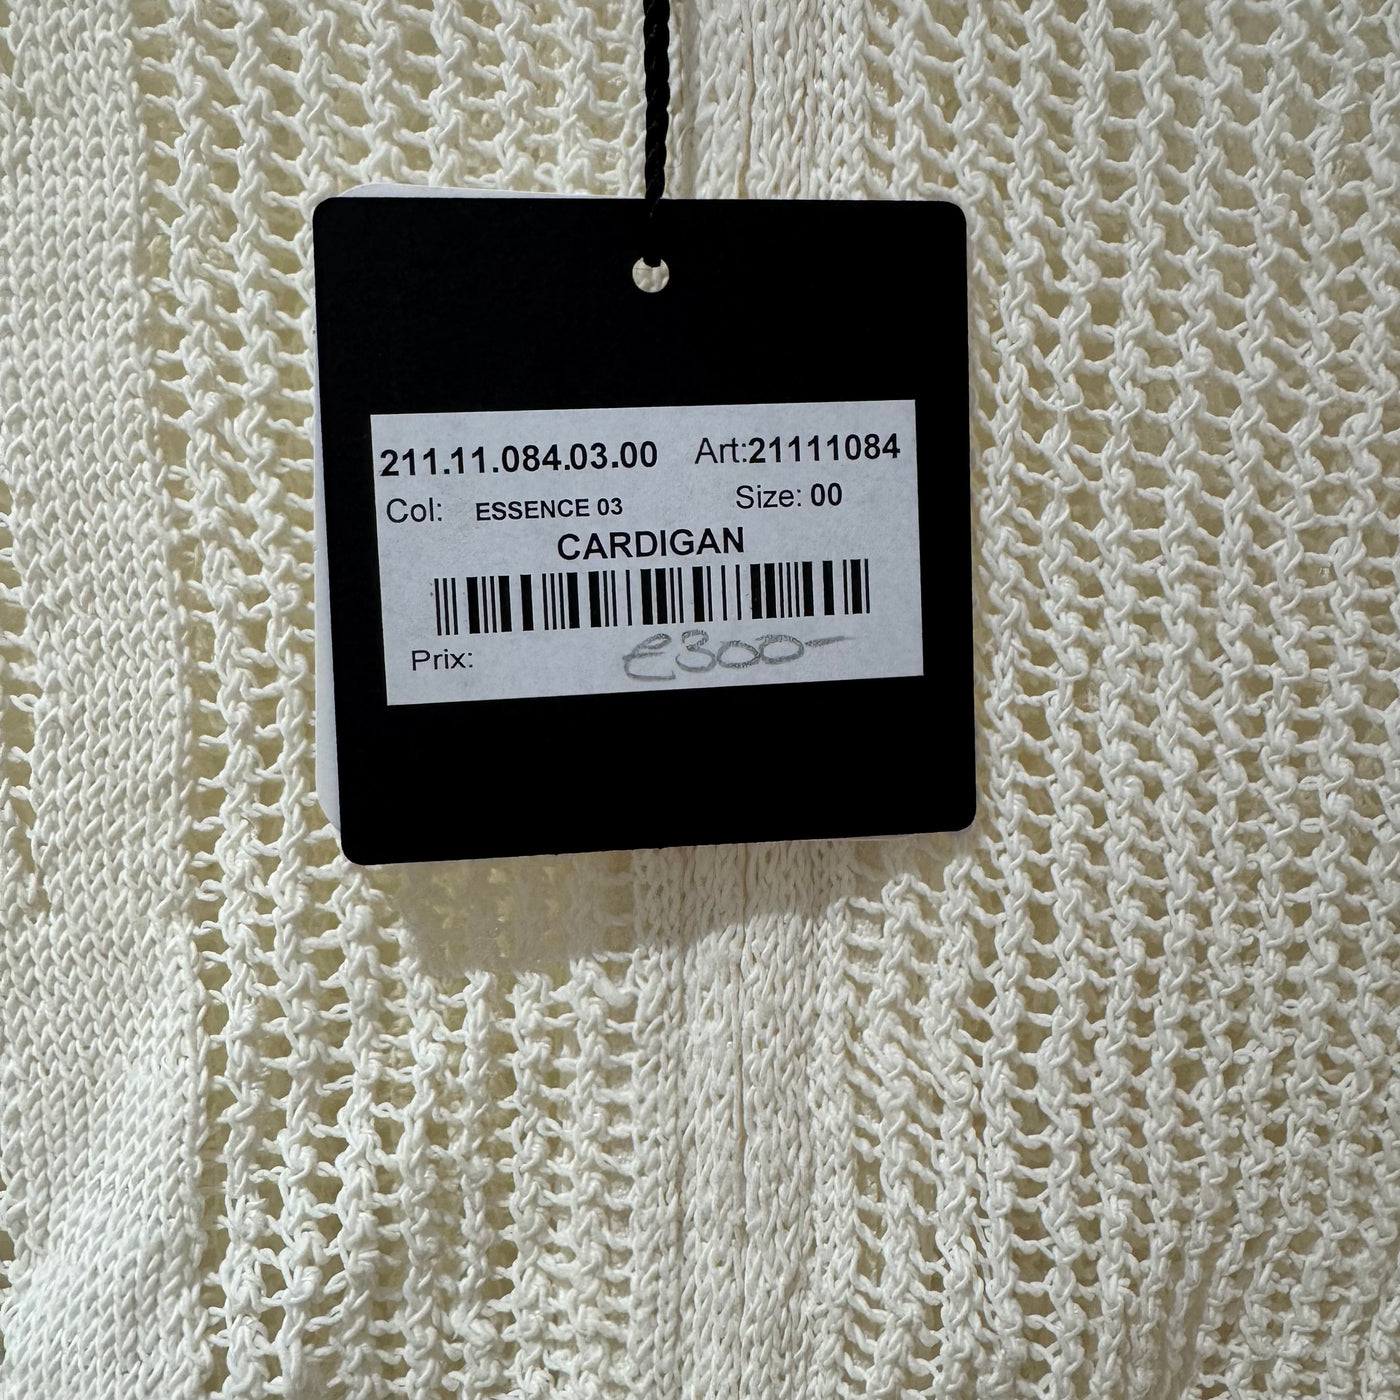 211.11.084.03.00 Art:21111084
Col: ESSENCE 03 Size: 00
CARDIGAN
Prix: €300-